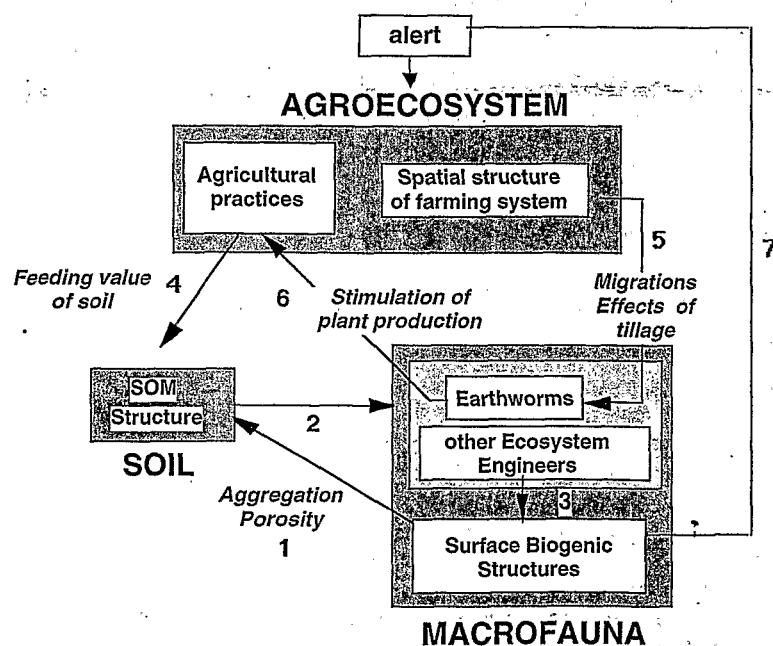 alert
AGROECOSYSTEM
Agricultural
practices
Spatial structure
of farming system
5
7
Feeding value
of soil
4
6
Stimulation of
plant production
Migrations
Effects of
tillage
SOM
Structure
SOIL
2
Earthworms
other Ecosystem
Engineers
3
Aggregation
Porosity
1
Surface Biogenic
Structures
MACROFAUNA